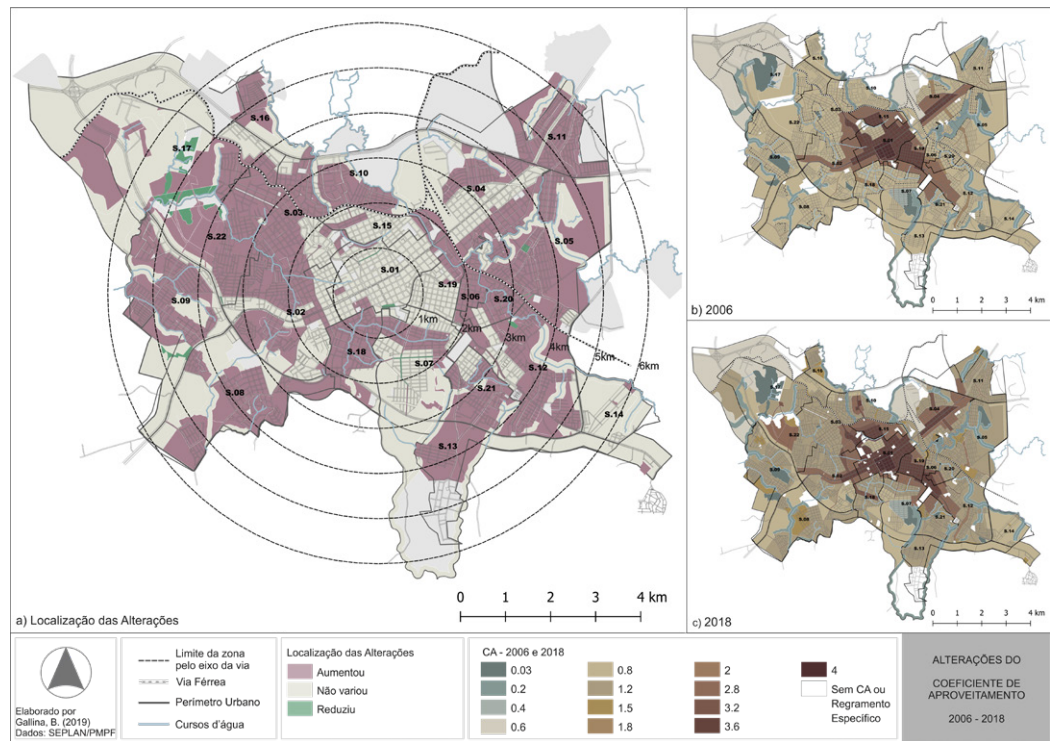 S.16
S.11
S.17
S.10
S.04
S.03
S.15
S.22
S.05
S.01
S.09
S.19
S.06
S.20
S.02
1km
2km
3km
4km
5km
6km
S.18
S.07
S.21
S.12
S.08
S.14
S.13
0 1 2 3 4 km
a) Localização das Alterações
0 1 2 3 4 km
b) 2006
0 1 2 3 4 km
c) 2018
Elaborado por
Gallina, B. (2019)
Dados: SEPLAN/PMPF
Limite da zona
pelo eixo da via
Via Férrea
Perímetro Urbano
Cursos d'água
Localização das Alterações
Aumentou
Não variou
Reduziu
CA - 2006 e 2018
0.03
0.2
0.4
0.6
0.8
1.2
1.5
1.8
2
2.8
3.2
3.6
4
Sem CA ou
Regramento
Específico
ALTERAÇÕES DO
COEFICIENTE DE
APROVEITAMENTO
2006 - 2018